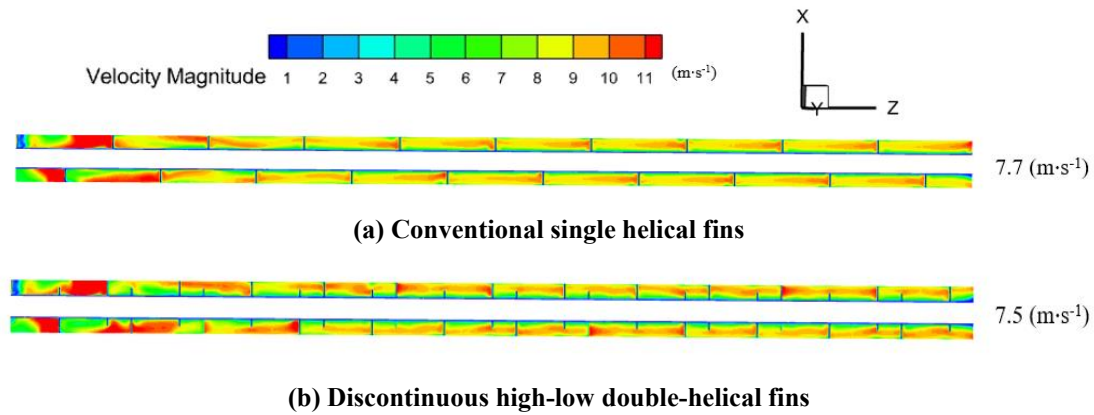 X
Velocity Magnitude 1 2 3 4 5 6 7 8 9 10 11 (m·s⁻¹)
Y Z
7.7 (m·s⁻¹)
(a) Conventional single helical fins
7.5 (m·s⁻¹)
(b) Discontinuous high-low double-helical fins